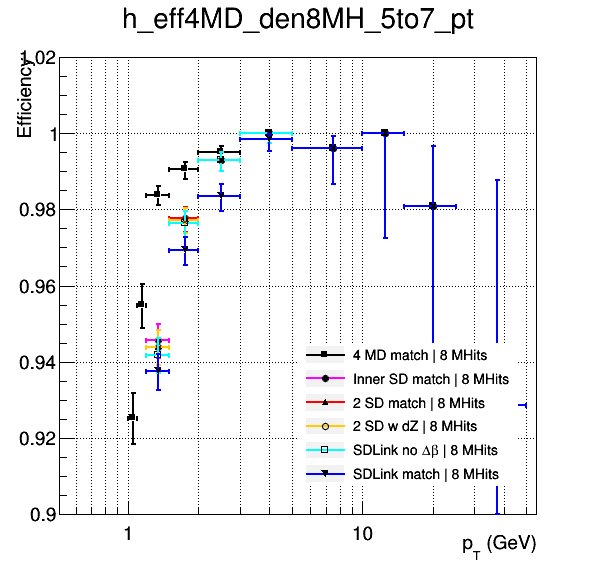 h_eff4MD_den8MH_5to7_pt
Efficiency
1.02
1
0.98
0.96
0.94
0.92
0.9
4 MD match | 8 MHits
Inner SD match | 8 MHits
2 SD match | 8 MHits
2 SD w dZ | 8 MHits
SDLink no Δβ | 8 MHits
SDLink match | 8 MHits
1
10
p_T (GeV)